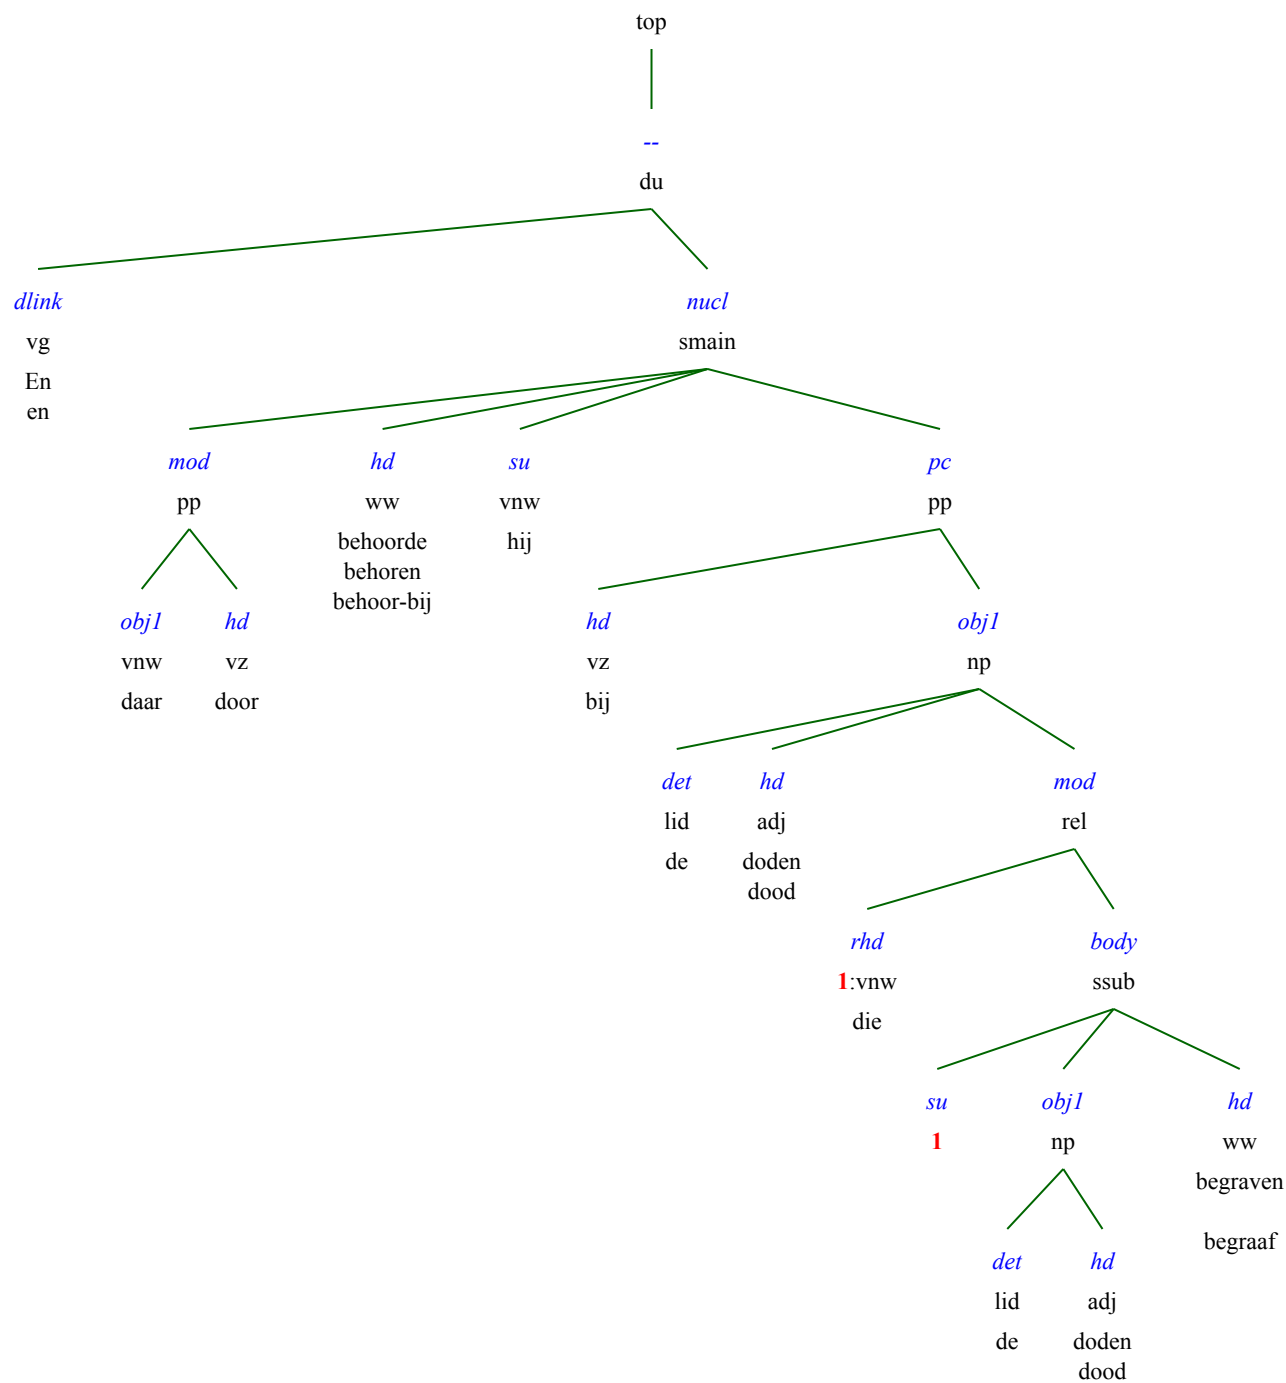 top
--
du
dlink nucl
vg smain
En
en
mod hd su pc
pp ww vnw pp
behoorde hij
behoren
behoor-bij
obj1 hd hd obj1
vnw vz vz np
daar door bij
det hd mod
lid adj rel
de doden
dood
rhd body
1:vnw ssub
die
su obj1 hd
1 np ww
begraven
begraaf
det hd
lid adj
de doden
dood